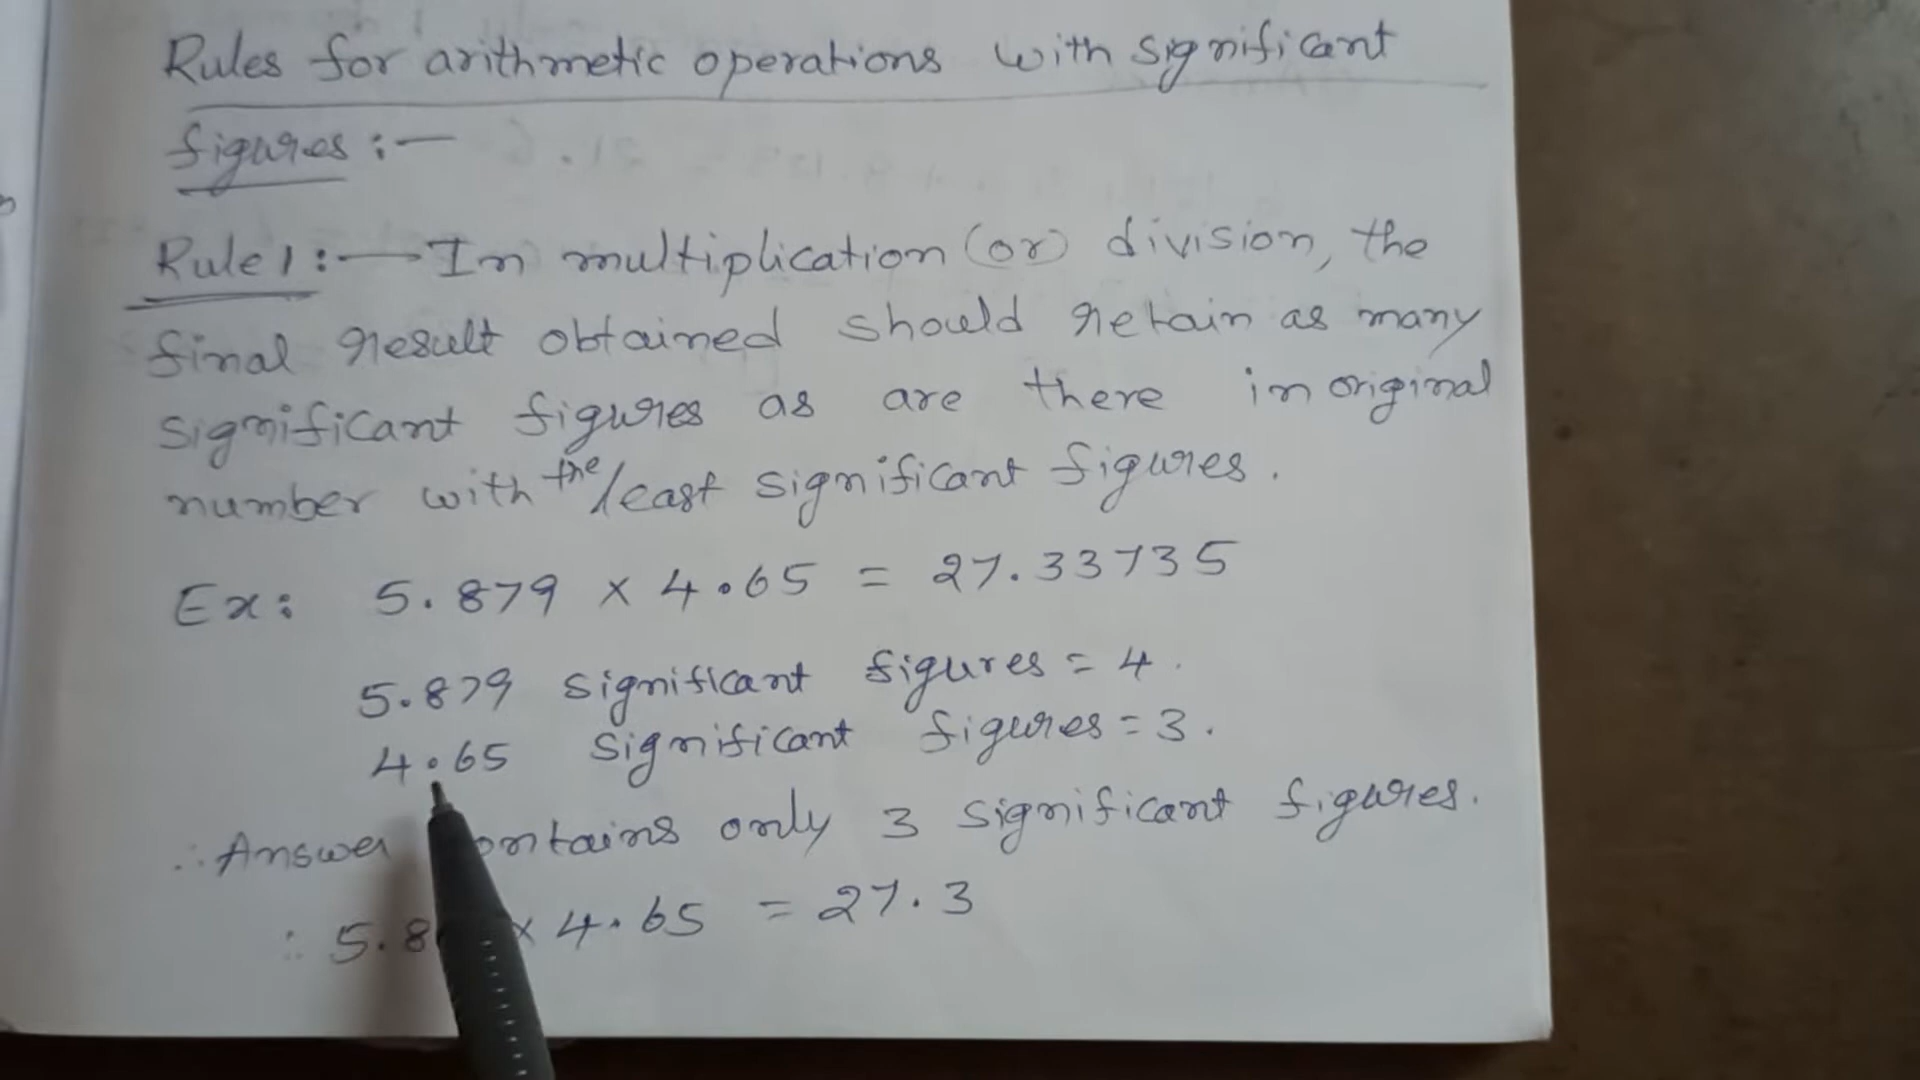 Rules for arithmetic operations with significant
figures :-
Rule 1 :- In multiplication (or) division, the
final result obtained should retain as many
significant figures as are there in original
number with the least significant figures.
Ex: 5.879 × 4.65 = 27.33735
5.879 significant figures = 4.
4.65 significant figures = 3.
∴ Answer contains only 3 significant figures.
∴ 5.8 × 4.65 = 27.3